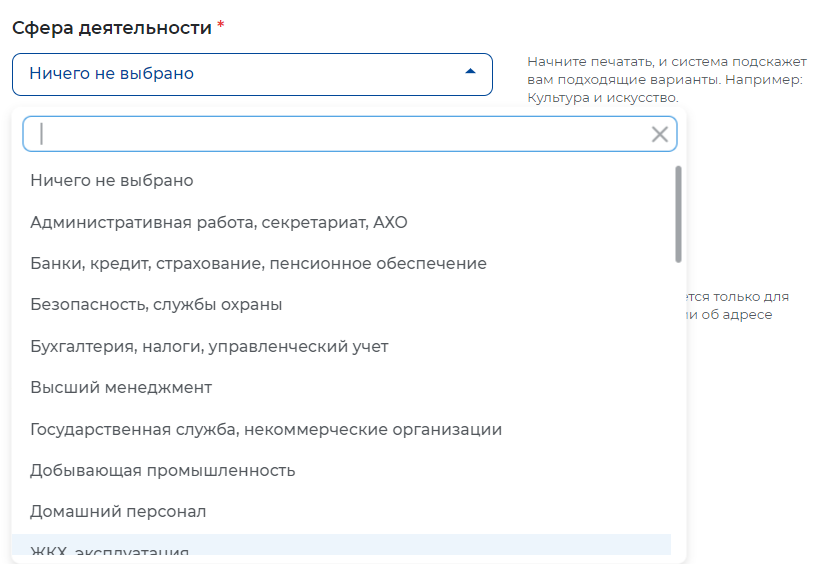 Сфера деятельности *
Ничего не выбрано
Начните печатать, и система подскажет
вам подходящие варианты. Например:
Культура и искусство.
Ничего не выбрано
Административная работа, секретариат, АХО
Банки, кредит, страхование, пенсионное обеспечение
Безопасность, службы охраны
ется только для
и об адресе
Бухгалтерия, налоги, управленческий учет
Высший менеджмент
Государственная служба, некоммерческие организации
Добывающая промышленность
Домашний персонал
ЖКХ, эксплуатация